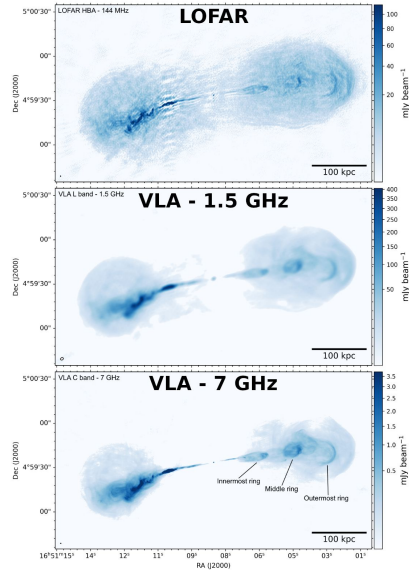 LOFAR
LOFAR HBA - 144 MHz
5°00'30"
00"
4°59'30"
00"
Dec (J2000)
100 kpc
100
80
60
40
20
mJy beam⁻¹
VLA - 1.5 GHz
VLA L band - 1.5 GHz
5°00'30"
00"
4°59'30"
00"
Dec (J2000)
100 kpc
400
350
300
250
200
150
100
50
mJy beam⁻¹
VLA - 7 GHz
VLA C band - 7 GHz
5°00'30"
00"
4°59'30"
00"
Dec (J2000)
Innermost ring
Middle ring
Outermost ring
100 kpc
3.5
3.0
2.5
2.0
1.5
1.0
0.5
mJy beam⁻¹
16ʰ51ᵐ15ˢ 14ˢ 12ˢ 11ˢ 09ˢ 08ˢ 06ˢ 05ˢ 03ˢ 01ˢ
RA (J2000)